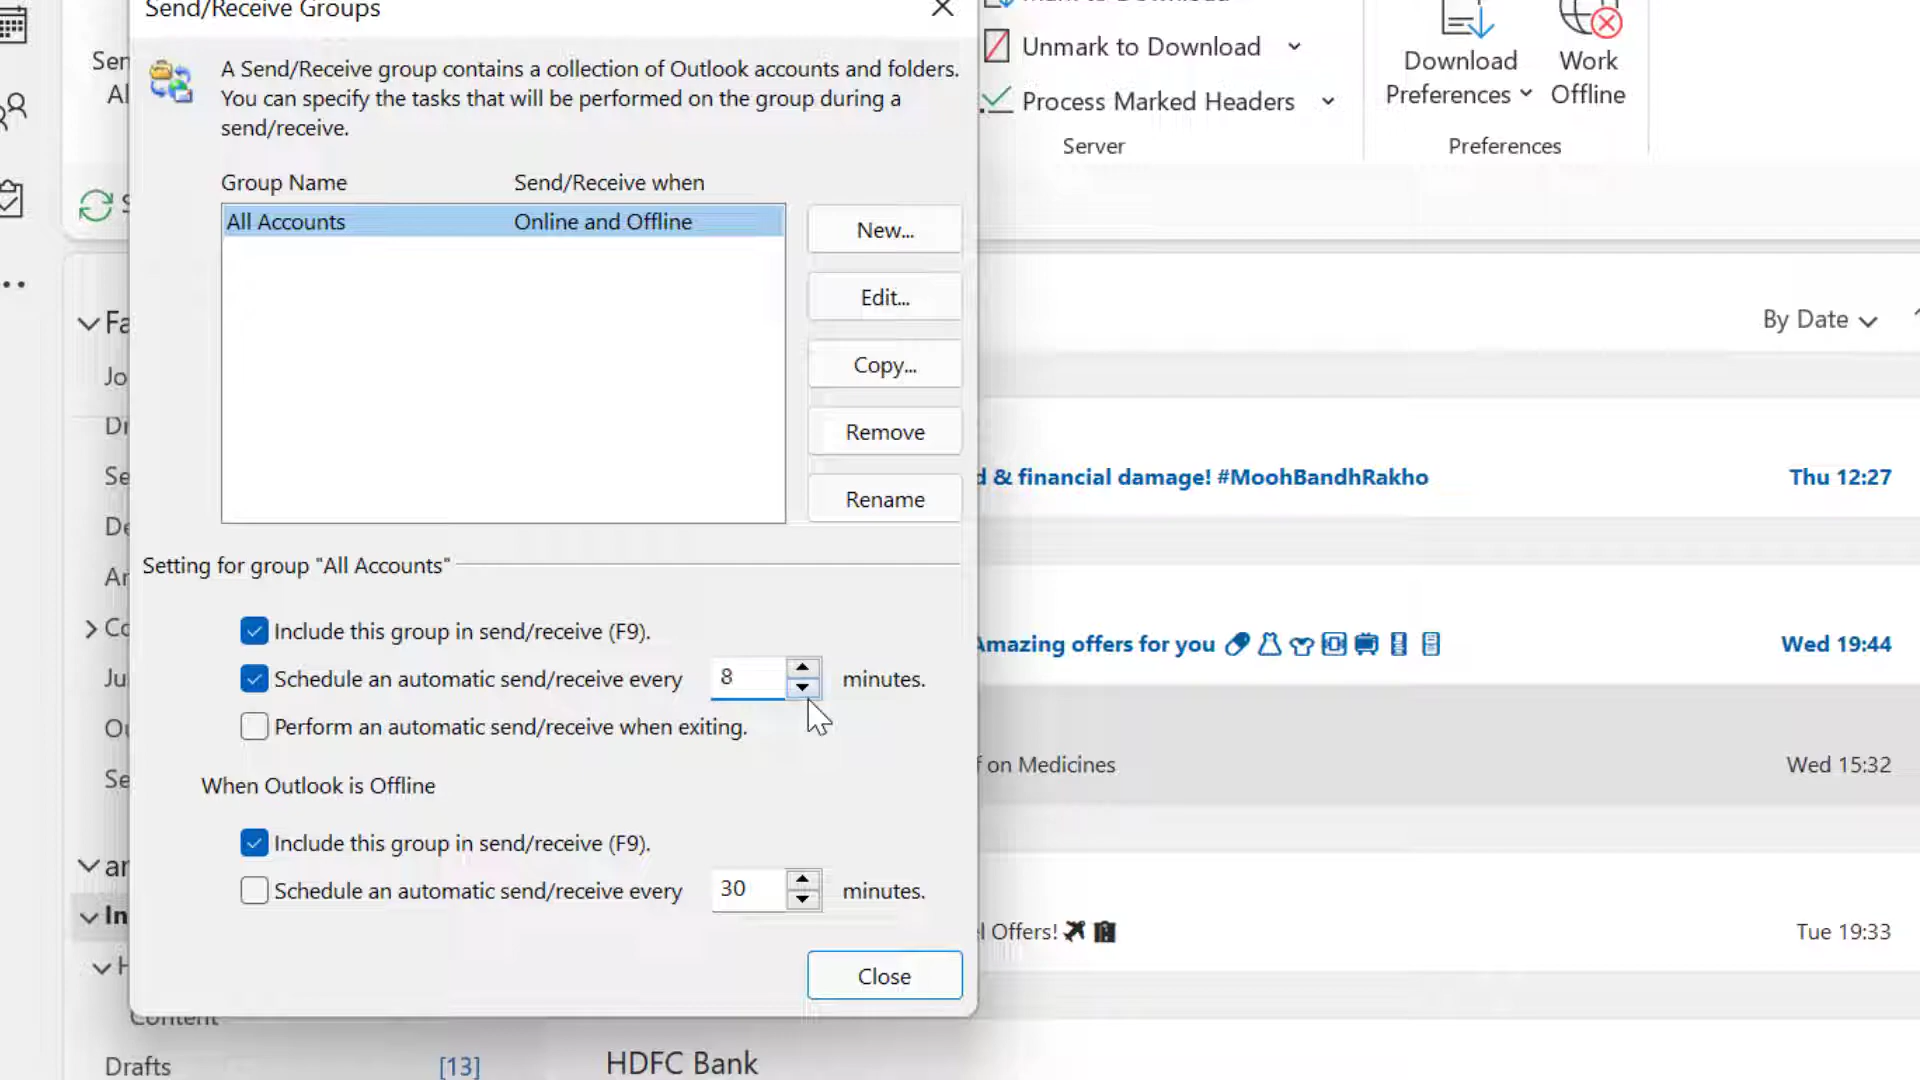 Send/Receive Groups
A Send/Receive group contains a collection of Outlook accounts and folders.
You can specify the tasks that will be performed on the group during a
send/receive.
Group Name Send/Receive when
All Accounts Online and Offline
New...
Edit...
Copy...
Remove
Rename
Setting for group "All Accounts"
Include this group in send/receive (F9).
Schedule an automatic send/receive every 8 minutes.
Perform an automatic send/receive when exiting.
When Outlook is Offline
Include this group in send/receive (F9).
Schedule an automatic send/receive every 30 minutes.
Close
Unmark to Download
Process Marked Headers
Server
Download
Preferences
Work
Offline
Preferences
By Date
& financial damage! #MoohBandhRakho Thu 12:27
Amazing offers for you Wed 19:44
on Medicines Wed 15:32
Offers! Tue 19:33
Content
Drafts [13]
HDFC Bank